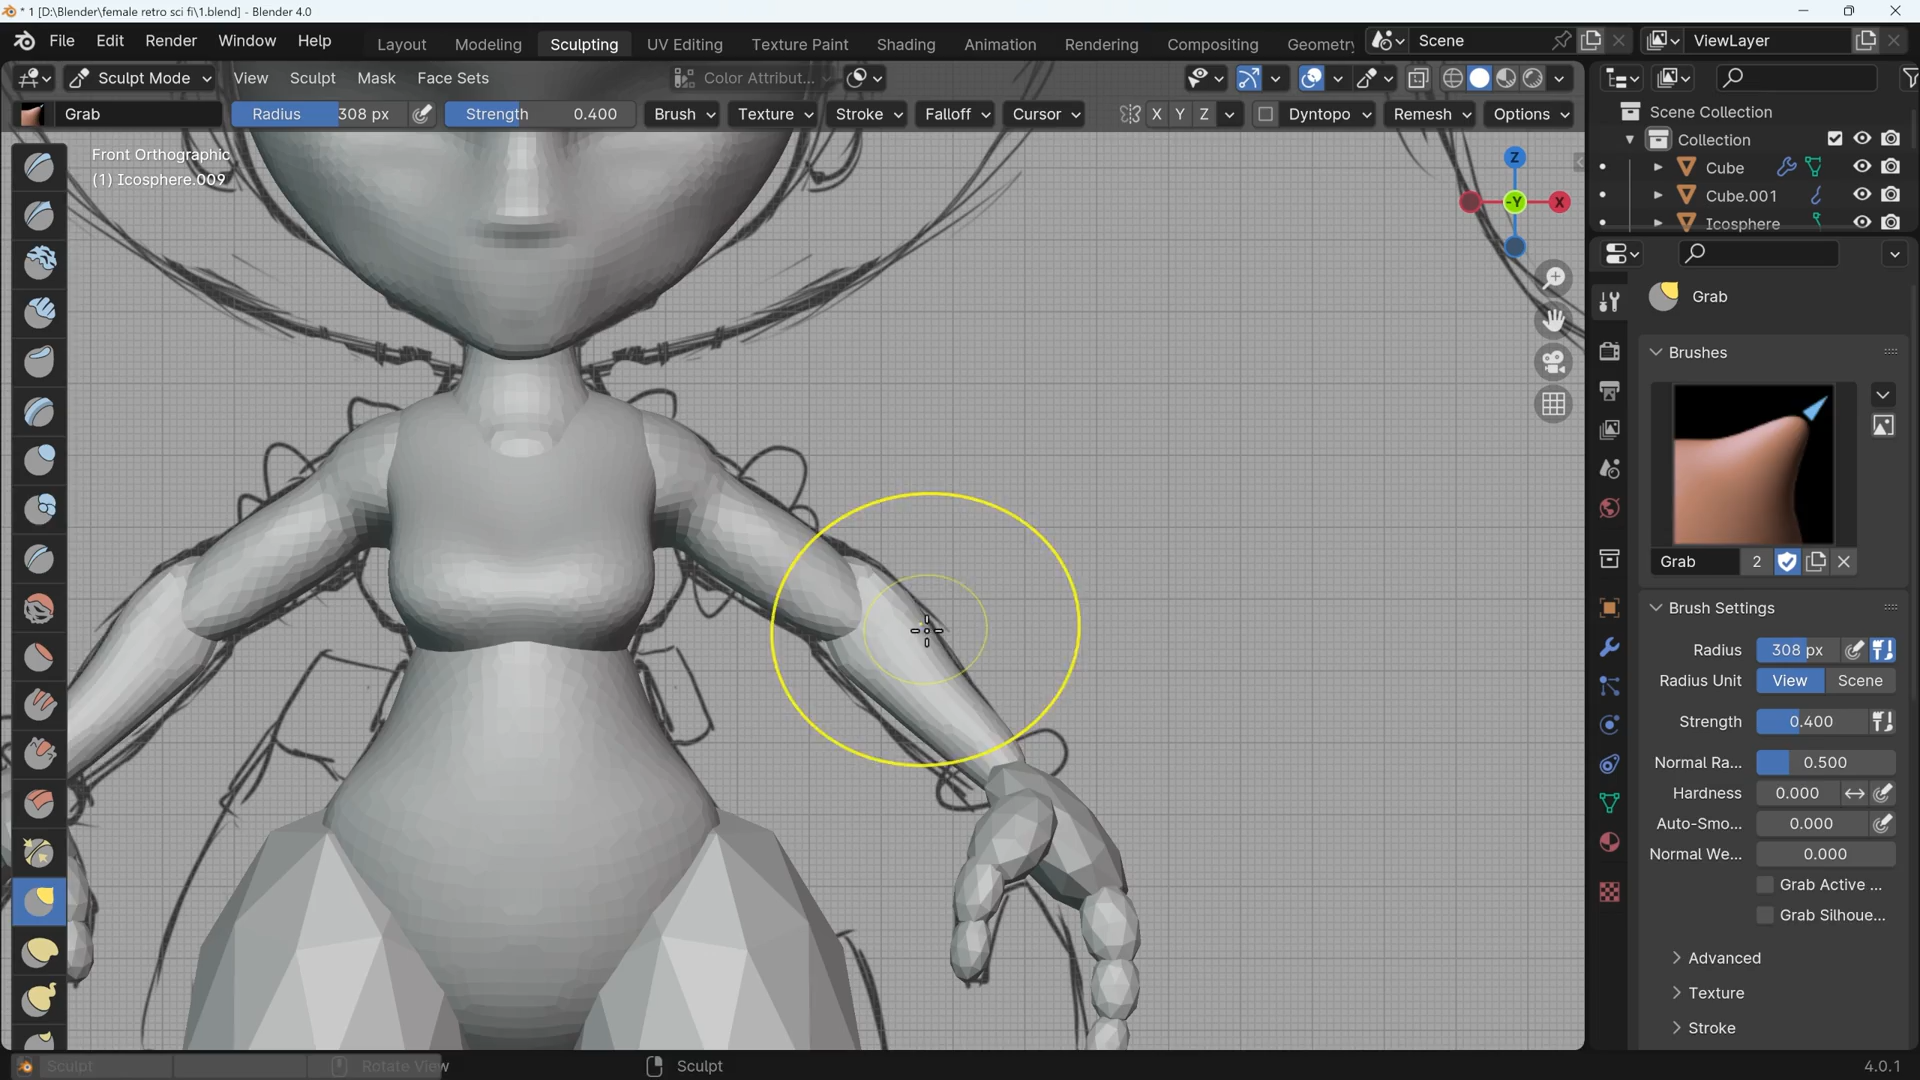 * 1 [D:\Blender\female retro sci fi\1.blend] - Blender 4.0
File Edit Render Window Help Layout Modeling Sculpting UV Editing Texture Paint Shading Animation Rendering Compositing Geometry Scene ViewLayer
Sculpt Mode View Sculpt Mask Face Sets Color Attribut...
Grab Radius 308 px Strength 0.400 Brush Texture Stroke Falloff Cursor X Y Z Dyntopo Remesh Options
Front Orthographic
(1) Icosphere.009
Z
-Y X
Scene Collection
Collection
Cube
Cube.001
Icosphere
Grab
Brushes
Grab 2
Brush Settings
Radius 308 px
Radius Unit View Scene
Strength 0.400
Normal Ra... 0.500
Hardness 0.000
Auto-Smo... 0.000
Normal We... 0.000
Grab Active ...
Grab Silhoue...
Advanced
Texture
Stroke
Sculpt Rotate View Sculpt 4.0.1